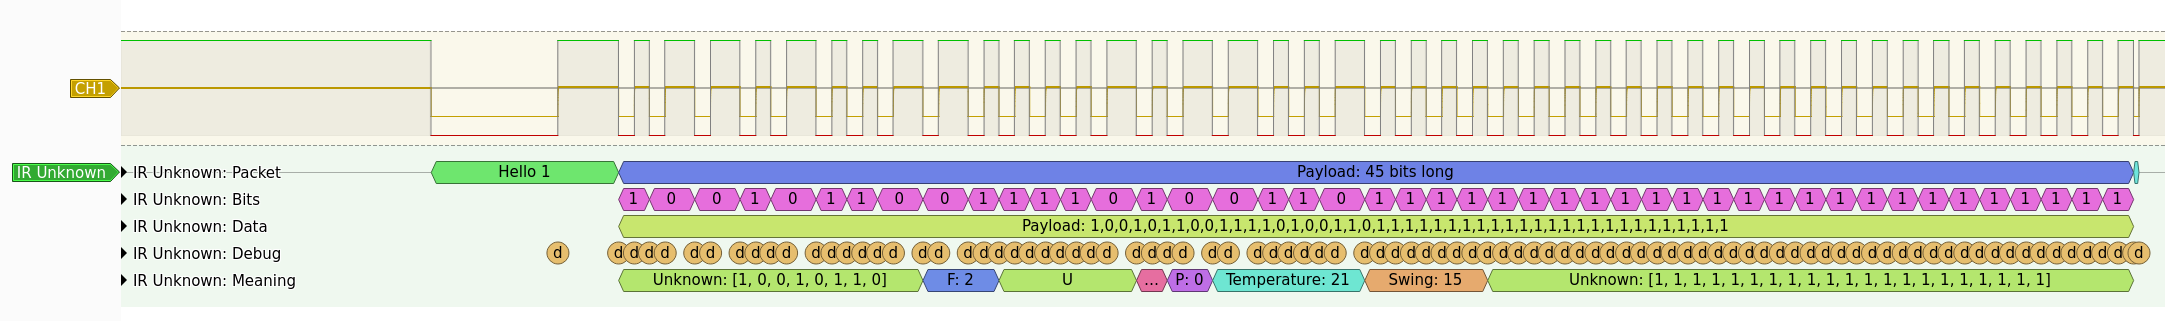 CH1
IR Unknown
IR Unknown: Packet Hello 1 Payload: 45 bits long
IR Unknown: Bits 1 0 0 1 0 1 1 0 0 1 1 1 1 0 1 0 0 1 1 0 1 1 1 1 1 1 1 1 1 1 1 1 1 1 1 1 1 1 1 1 1 1 1 1 1
IR Unknown: Data Payload: 1,0,0,1,0,1,1,0,0,1,1,1,1,0,1,0,0,1,1,0,1,1,1,1,1,1,1,1,1,1,1,1,1,1,1,1,1,1,1,1,1,1,1,1,1
IR Unknown: Debug d d d d d d d d d d d d d d d d d d d d d d d d d d d d d d d d d d d d d d d d d d d d d d d d d d d d d d d d d d d d d d d d d d d d d d d d d d d d d d d d d d d d d d d d d d d d
IR Unknown: Meaning Unknown: [1, 0, 0, 1, 0, 1, 1, 0] F: 2 U ... P: 0 Temperature: 21 Swing: 15 Unknown: [1, 1, 1, 1, 1, 1, 1, 1, 1, 1, 1, 1, 1, 1, 1, 1, 1, 1, 1, 1, 1]